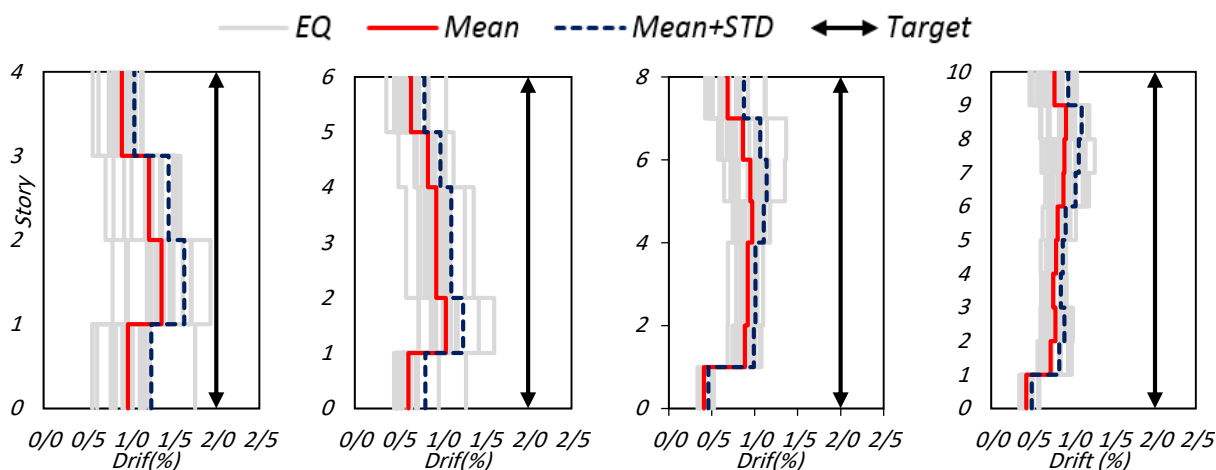 EQ Mean Mean+STD Target
4 3 2 1 0
Story
0/0 0/5 1/0 1/5 2/0 2/5
Drif(%)
6 5 4 3 2 1 0
0/0 0/5 1/0 1/5 2/0 2/5
Drif(%)
8 6 4 2 0
0/0 0/5 1/0 1/5 2/0 2/5
Drif(%)
10 9 8 7 6 5 4 3 2 1 0
0/0 0/5 1/0 1/5 2/0 2/5
Drift (%)